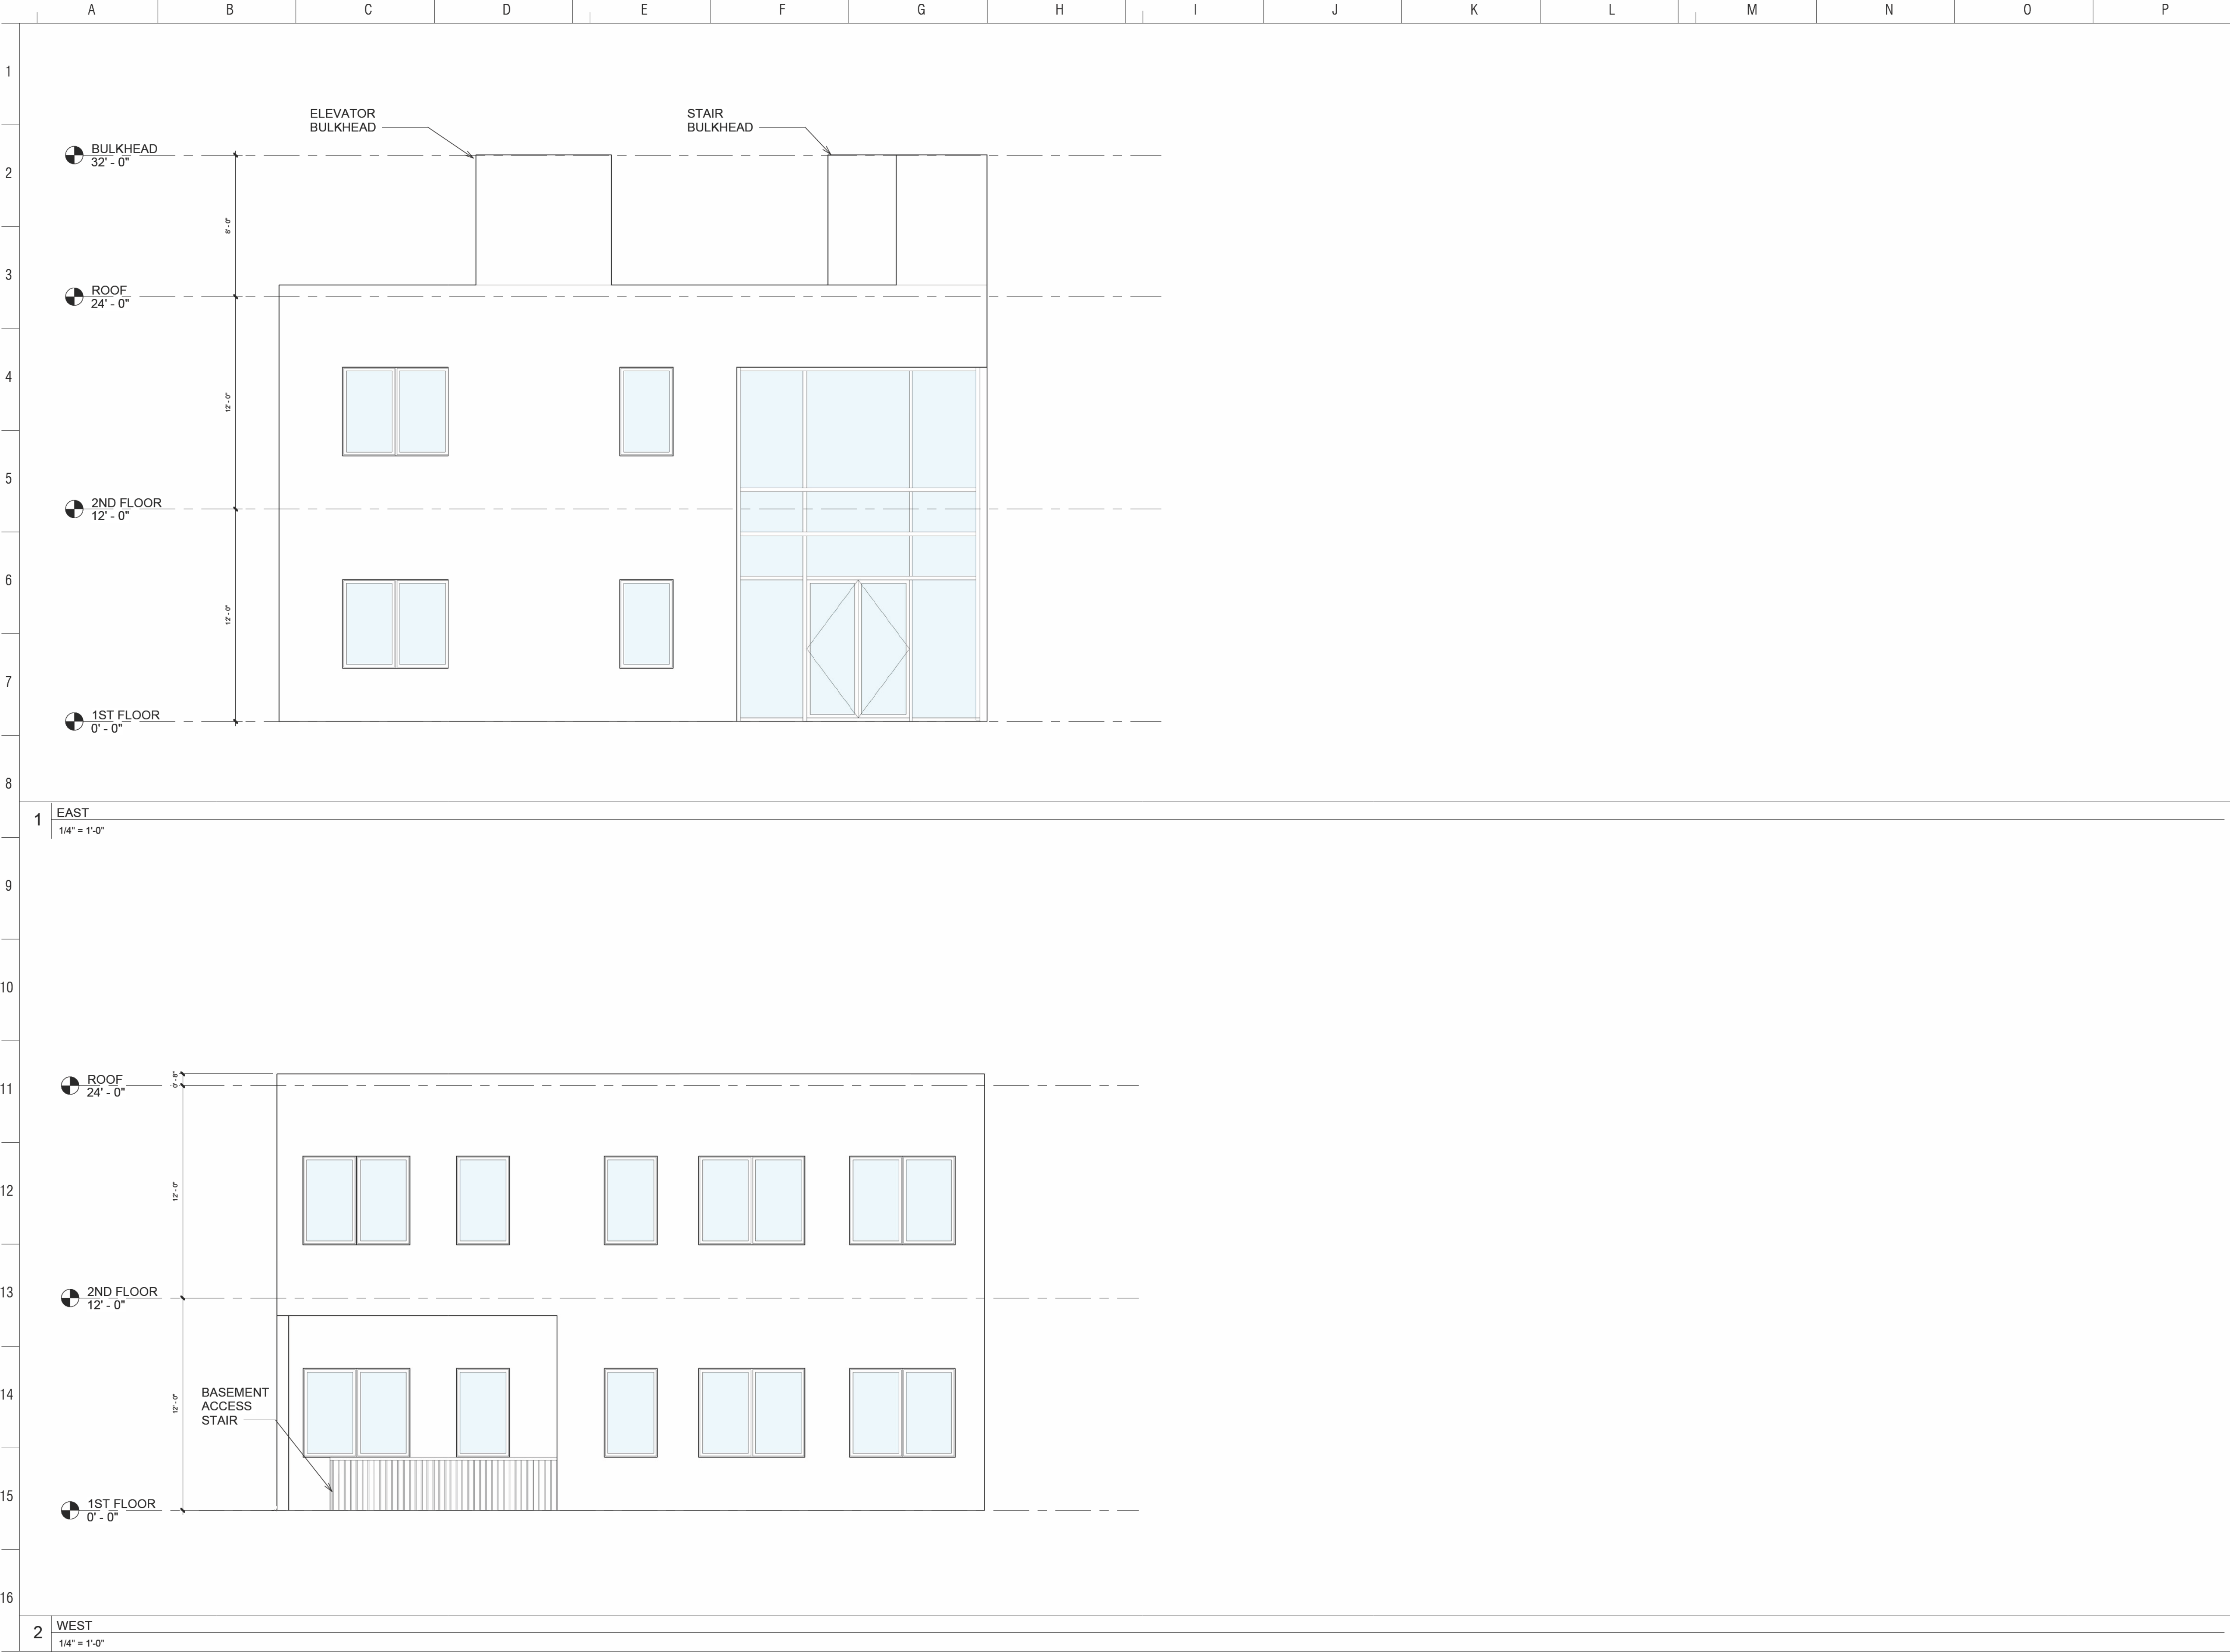 A B C D E F G H I J K L M N O P
1
ELEVATOR
BULKHEAD
STAIR
BULKHEAD
BULKHEAD
32' - 0"
2
8' - 0"
3
ROOF
24' - 0"
4
12' - 0"
5
2ND FLOOR
12' - 0"
6
12' - 0"
7
1ST FLOOR
0' - 0"
8
1
EAST
1/4" = 1'-0"
9
10
11
ROOF
24' - 0"
0' - 8"
12
12' - 0"
13
2ND FLOOR
12' - 0"
14
12' - 0"
BASEMENT
ACCESS
STAIR
15
1ST FLOOR
0' - 0"
16
2
WEST
1/4" = 1'-0"